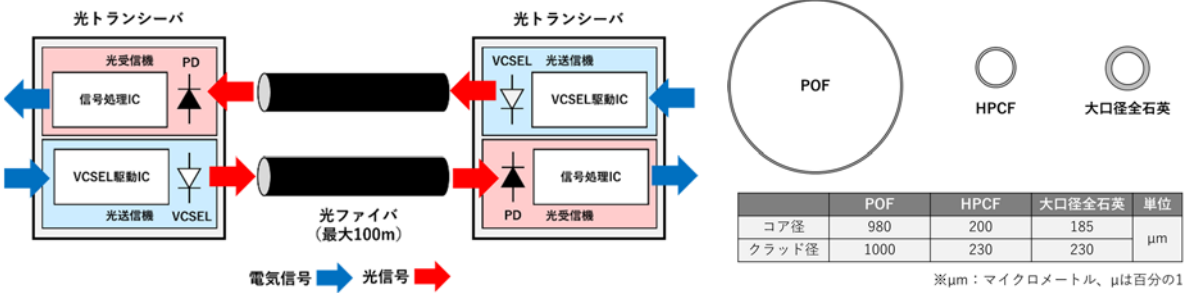 光トランシーバ
光受信機
PD
信号処理IC
VCSEL駆動IC
光送信機
VCSEL
光ファイバ
(最大100m)
光トランシーバ
VCSEL
光送信機
VCSEL駆動IC
信号処理IC
PD
光受信機
電気信号
光信号
POF
HPCF
大口径全石英
POF HPCF 大口径全石英 単位
コア径 980 200 185 μm
クラッド径 1000 230 230
※μm：マイクロメートル、μは百分の1